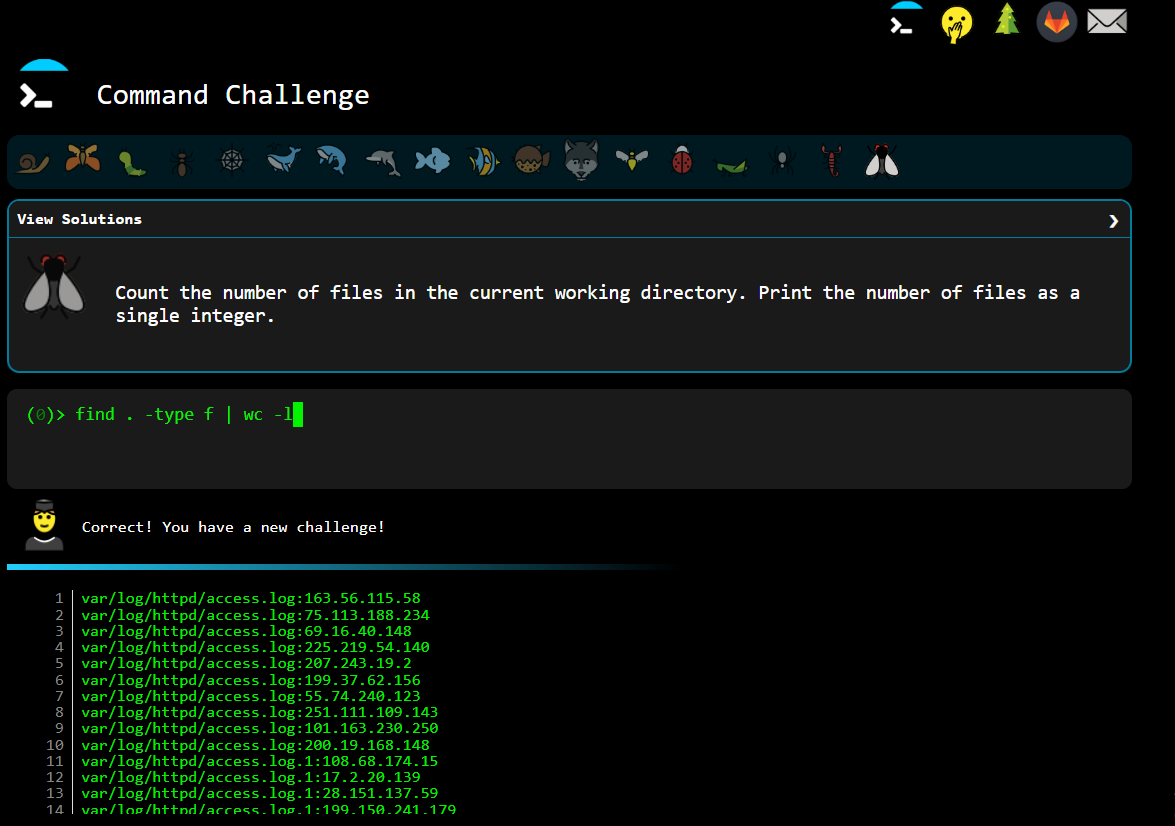 Command Challenge
View Solutions
Count the number of files in the current working directory. Print the number of files as a
single integer.
(0)> find . -type f | wc -l
Correct! You have a new challenge!
1 var/log/httpd/access.log:163.56.115.58
2 var/log/httpd/access.log:75.113.188.234
3 var/log/httpd/access.log:69.16.40.148
4 var/log/httpd/access.log:225.219.54.140
5 var/log/httpd/access.log:207.243.19.2
6 var/log/httpd/access.log:199.37.62.156
7 var/log/httpd/access.log:55.74.240.123
8 var/log/httpd/access.log:251.111.109.143
9 var/log/httpd/access.log:101.163.230.250
10 var/log/httpd/access.log:200.19.168.148
11 var/log/httpd/access.log.1:108.68.174.15
12 var/log/httpd/access.log.1:17.2.20.139
13 var/log/httpd/access.log.1:28.151.137.59
14 var/log/httpd/access.log.1:199.150.241.179